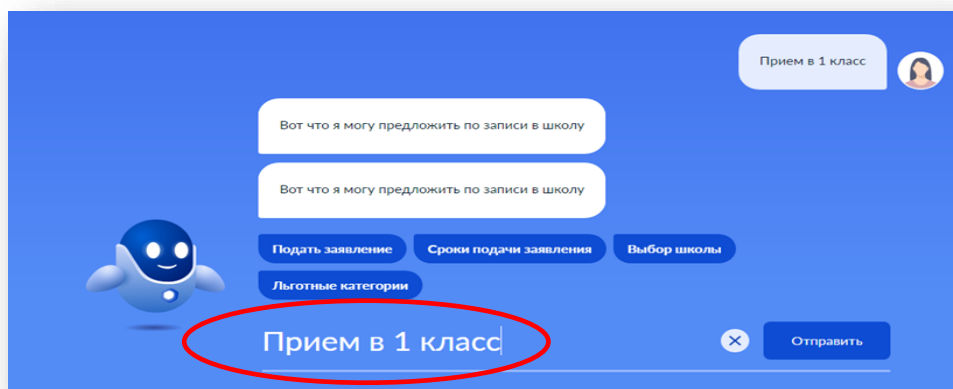 Прием в 1 класс
Вот что я могу предложить по записи в школу
Вот что я могу предложить по записи в школу
Подать заявление Сроки подачи заявления Выбор школы
Льготные категории
Прием в 1 класс Отправить